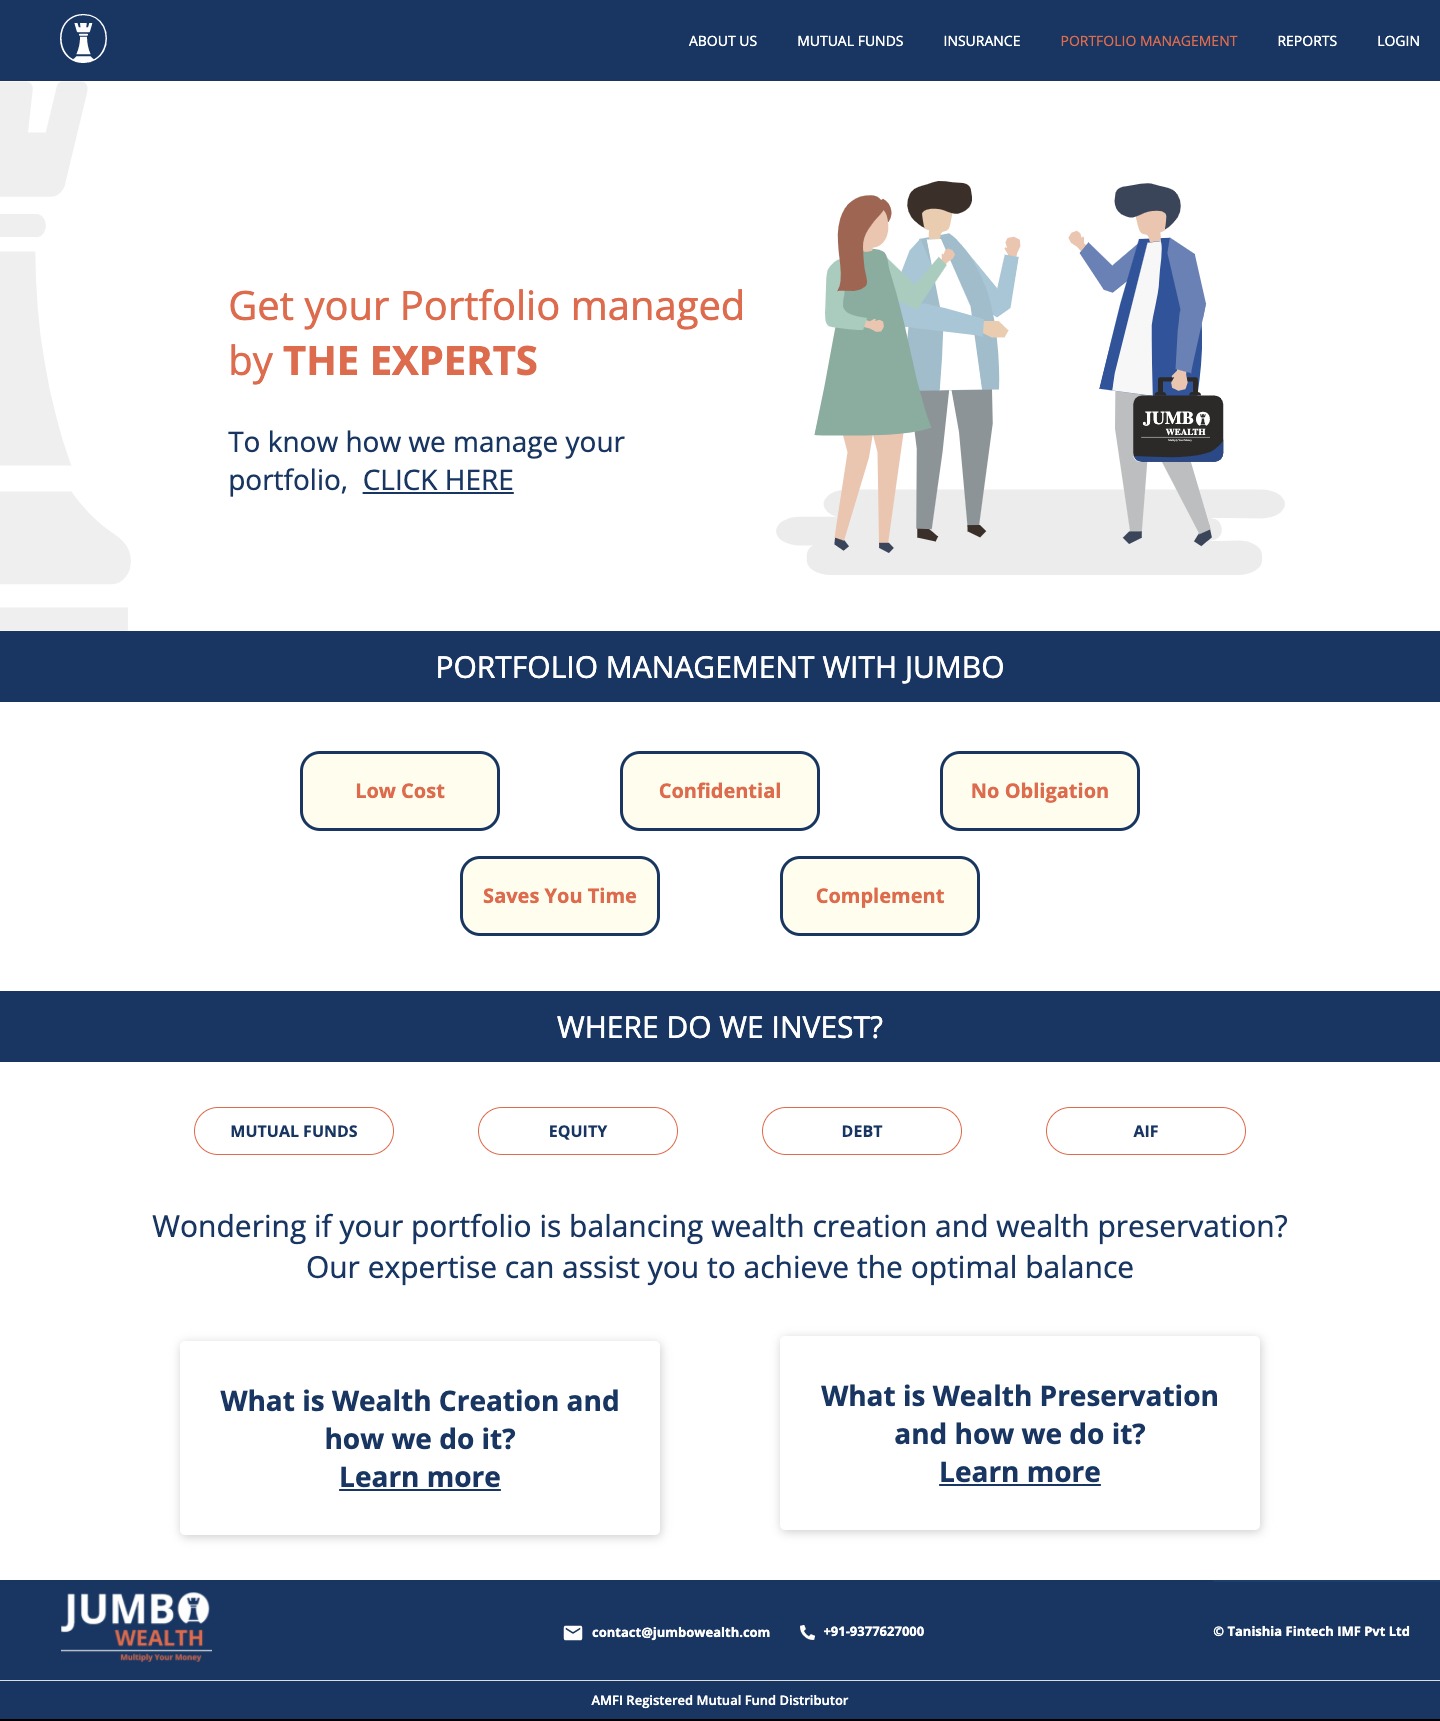 ABOUT US
MUTUAL FUNDS
INSURANCE
PORTFOLIO MANAGEMENT
REPORTS
LOGIN
Get your Portfolio managed
by THE EXPERTS
To know how we manage your
portfolio, CLICK HERE
JUMBO
WEALTH
PORTFOLIO MANAGEMENT WITH JUMBO
Low Cost
Confidential
No Obligation
Saves You Time
Complement
WHERE DO WE INVEST?
MUTUAL FUNDS
EQUITY
DEBT
AIF
Wondering if your portfolio is balancing wealth creation and wealth preservation?
Our expertise can assist you to achieve the optimal balance
What is Wealth Creation and
how we do it?
Learn more
What is Wealth Preservation
and how we do it?
Learn more
JUMBO
WEALTH
Multiply Your Money
contact@jumbowealth.com
+91-9377627000
© Tanishia Fintech IMF Pvt Ltd
AMFI Registered Mutual Fund Distributor